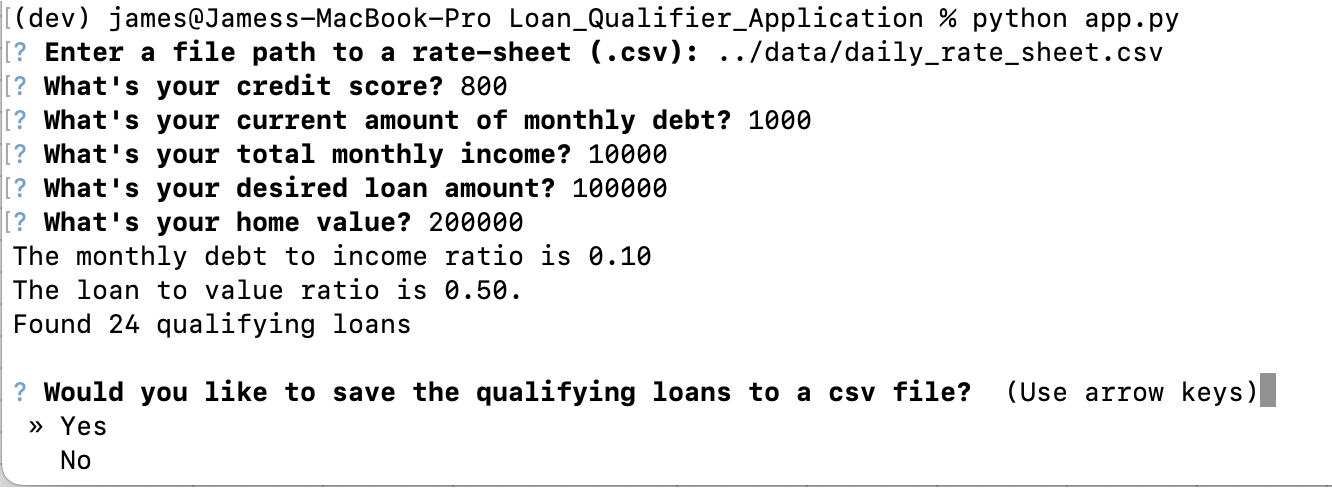 [(dev) james@Jamess-MacBook-Pro Loan_Qualifier_Application % python app.py
[? Enter a file path to a rate-sheet (.csv): ../data/daily_rate_sheet.csv
[? What's your credit score? 800
[? What's your current amount of monthly debt? 1000
[? What's your total monthly income? 10000
[? What's your desired loan amount? 100000
[? What's your home value? 200000
The monthly debt to income ratio is 0.10
The loan to value ratio is 0.50.
Found 24 qualifying loans
? Would you like to save the qualifying loans to a csv file?  (Use arrow keys)
» Yes
No